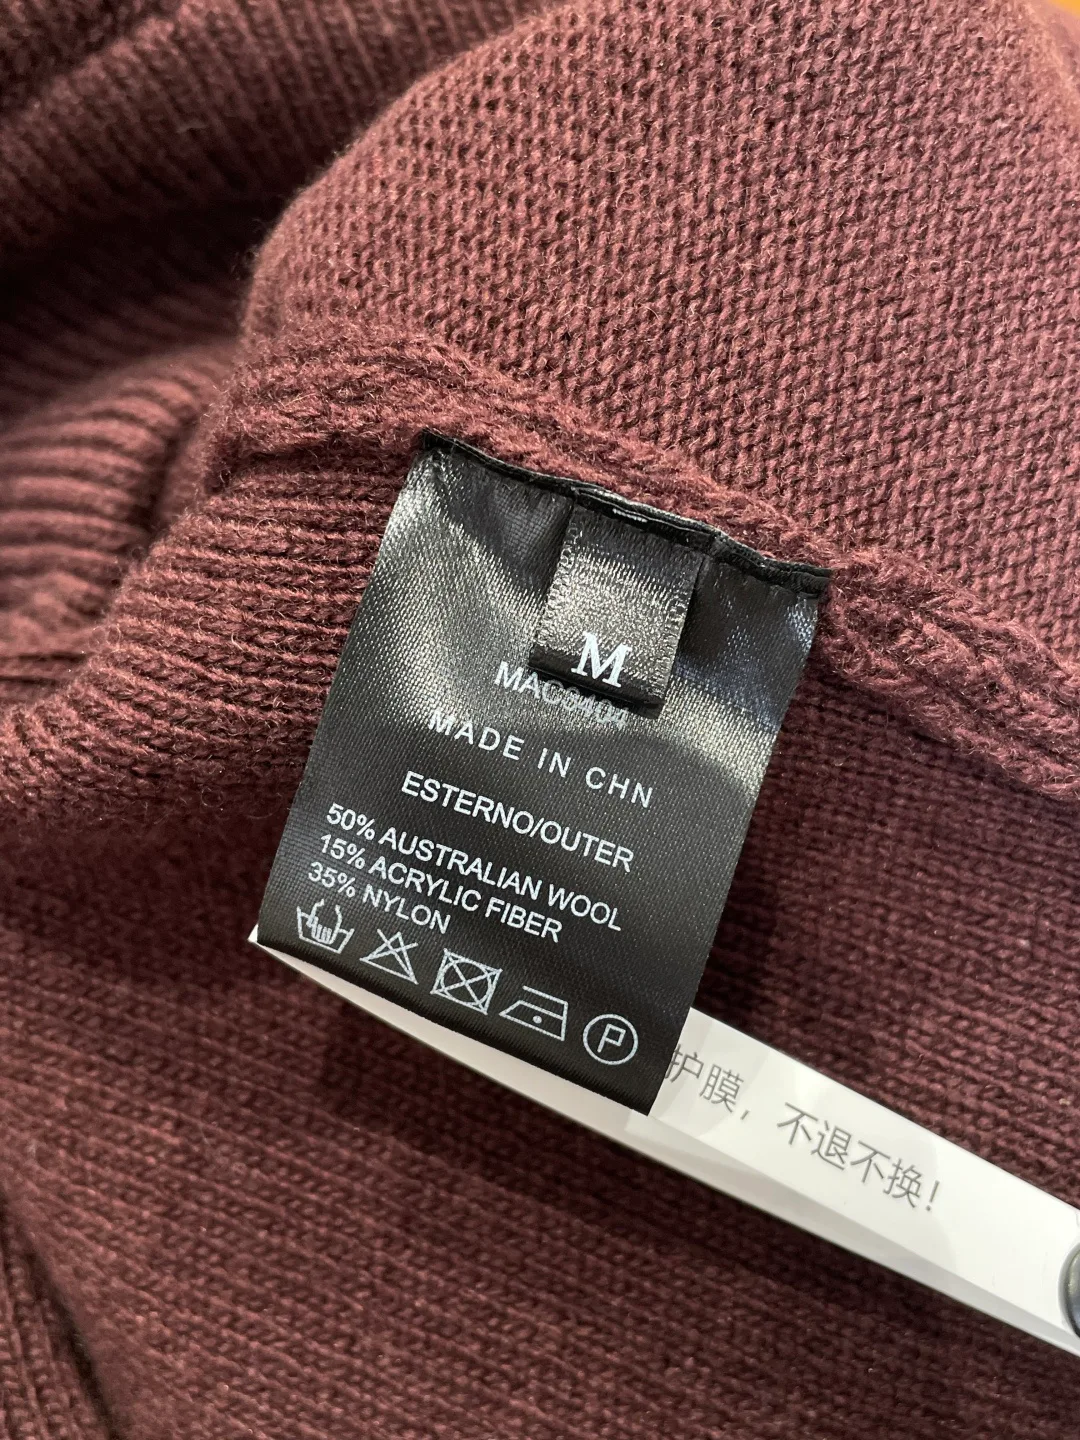 M
MADE IN CHN
ESTERNO/OUTER
50% AUSTRALIAN WOOL
15% ACRYLIC FIBER
35% NYLON
P
护膜，不退不换！